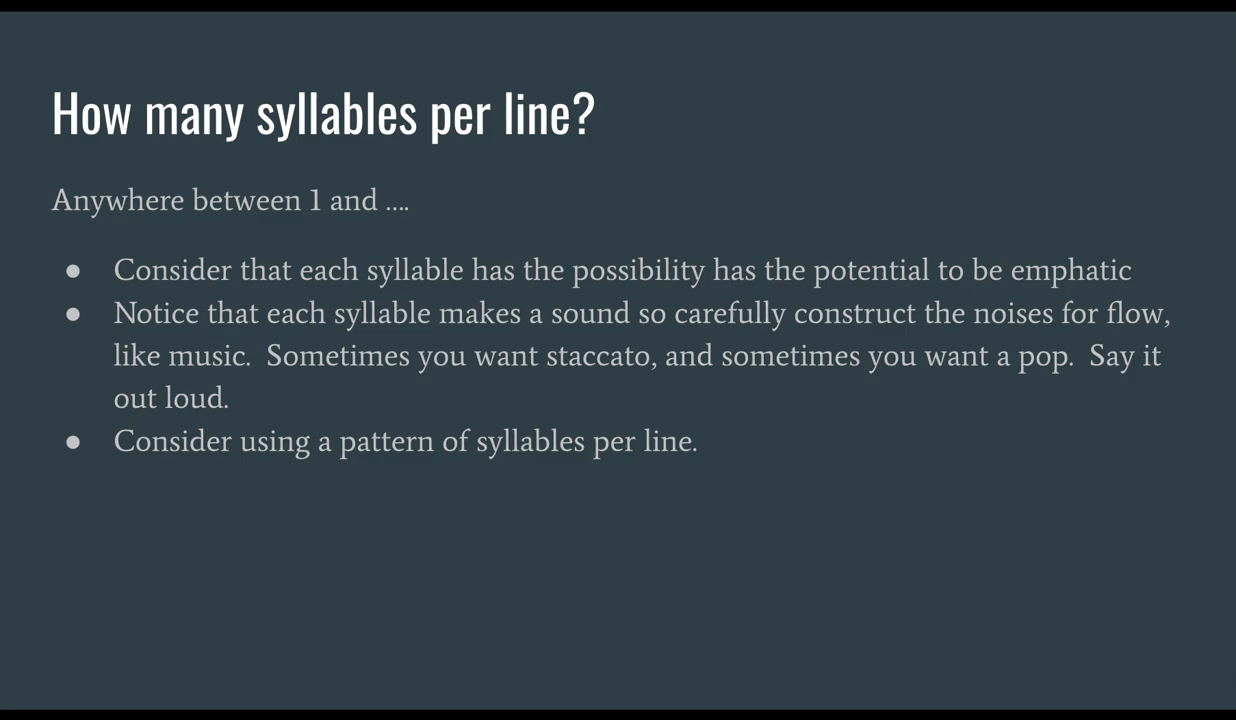 How many syllables per line?
Anywhere between 1 and ....
● Consider that each syllable has the possibility has the potential to be emphatic
● Notice that each syllable makes a sound so carefully construct the noises for flow,
like music.  Sometimes you want staccato, and sometimes you want a pop.  Say it
out loud.
● Consider using a pattern of syllables per line.